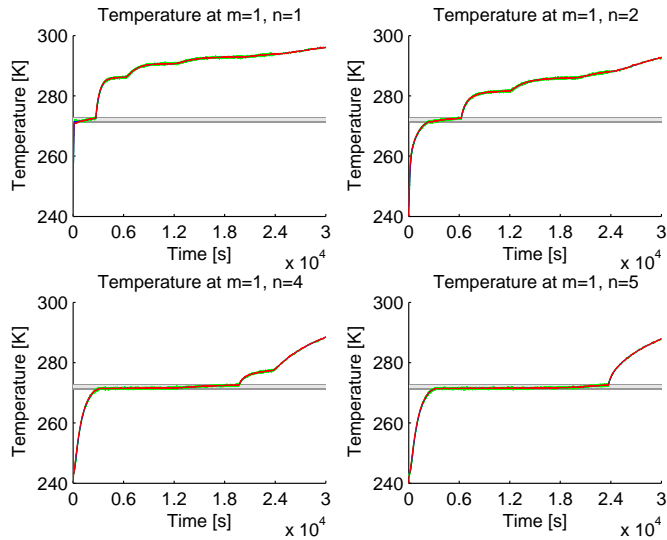 Temperature at m=1, n=1
Temperature [K]
300
280
260
240
0 0.6 1.2 1.8 2.4 3
Time [s]
x 10^4
Temperature at m=1, n=2
Temperature [K]
300
280
260
240
0 0.6 1.2 1.8 2.4 3
Time [s]
x 10^4
Temperature at m=1, n=4
Temperature [K]
300
280
260
240
0 0.6 1.2 1.8 2.4 3
Time [s]
x 10^4
Temperature at m=1, n=5
Temperature [K]
300
280
260
240
0 0.6 1.2 1.8 2.4 3
Time [s]
x 10^4